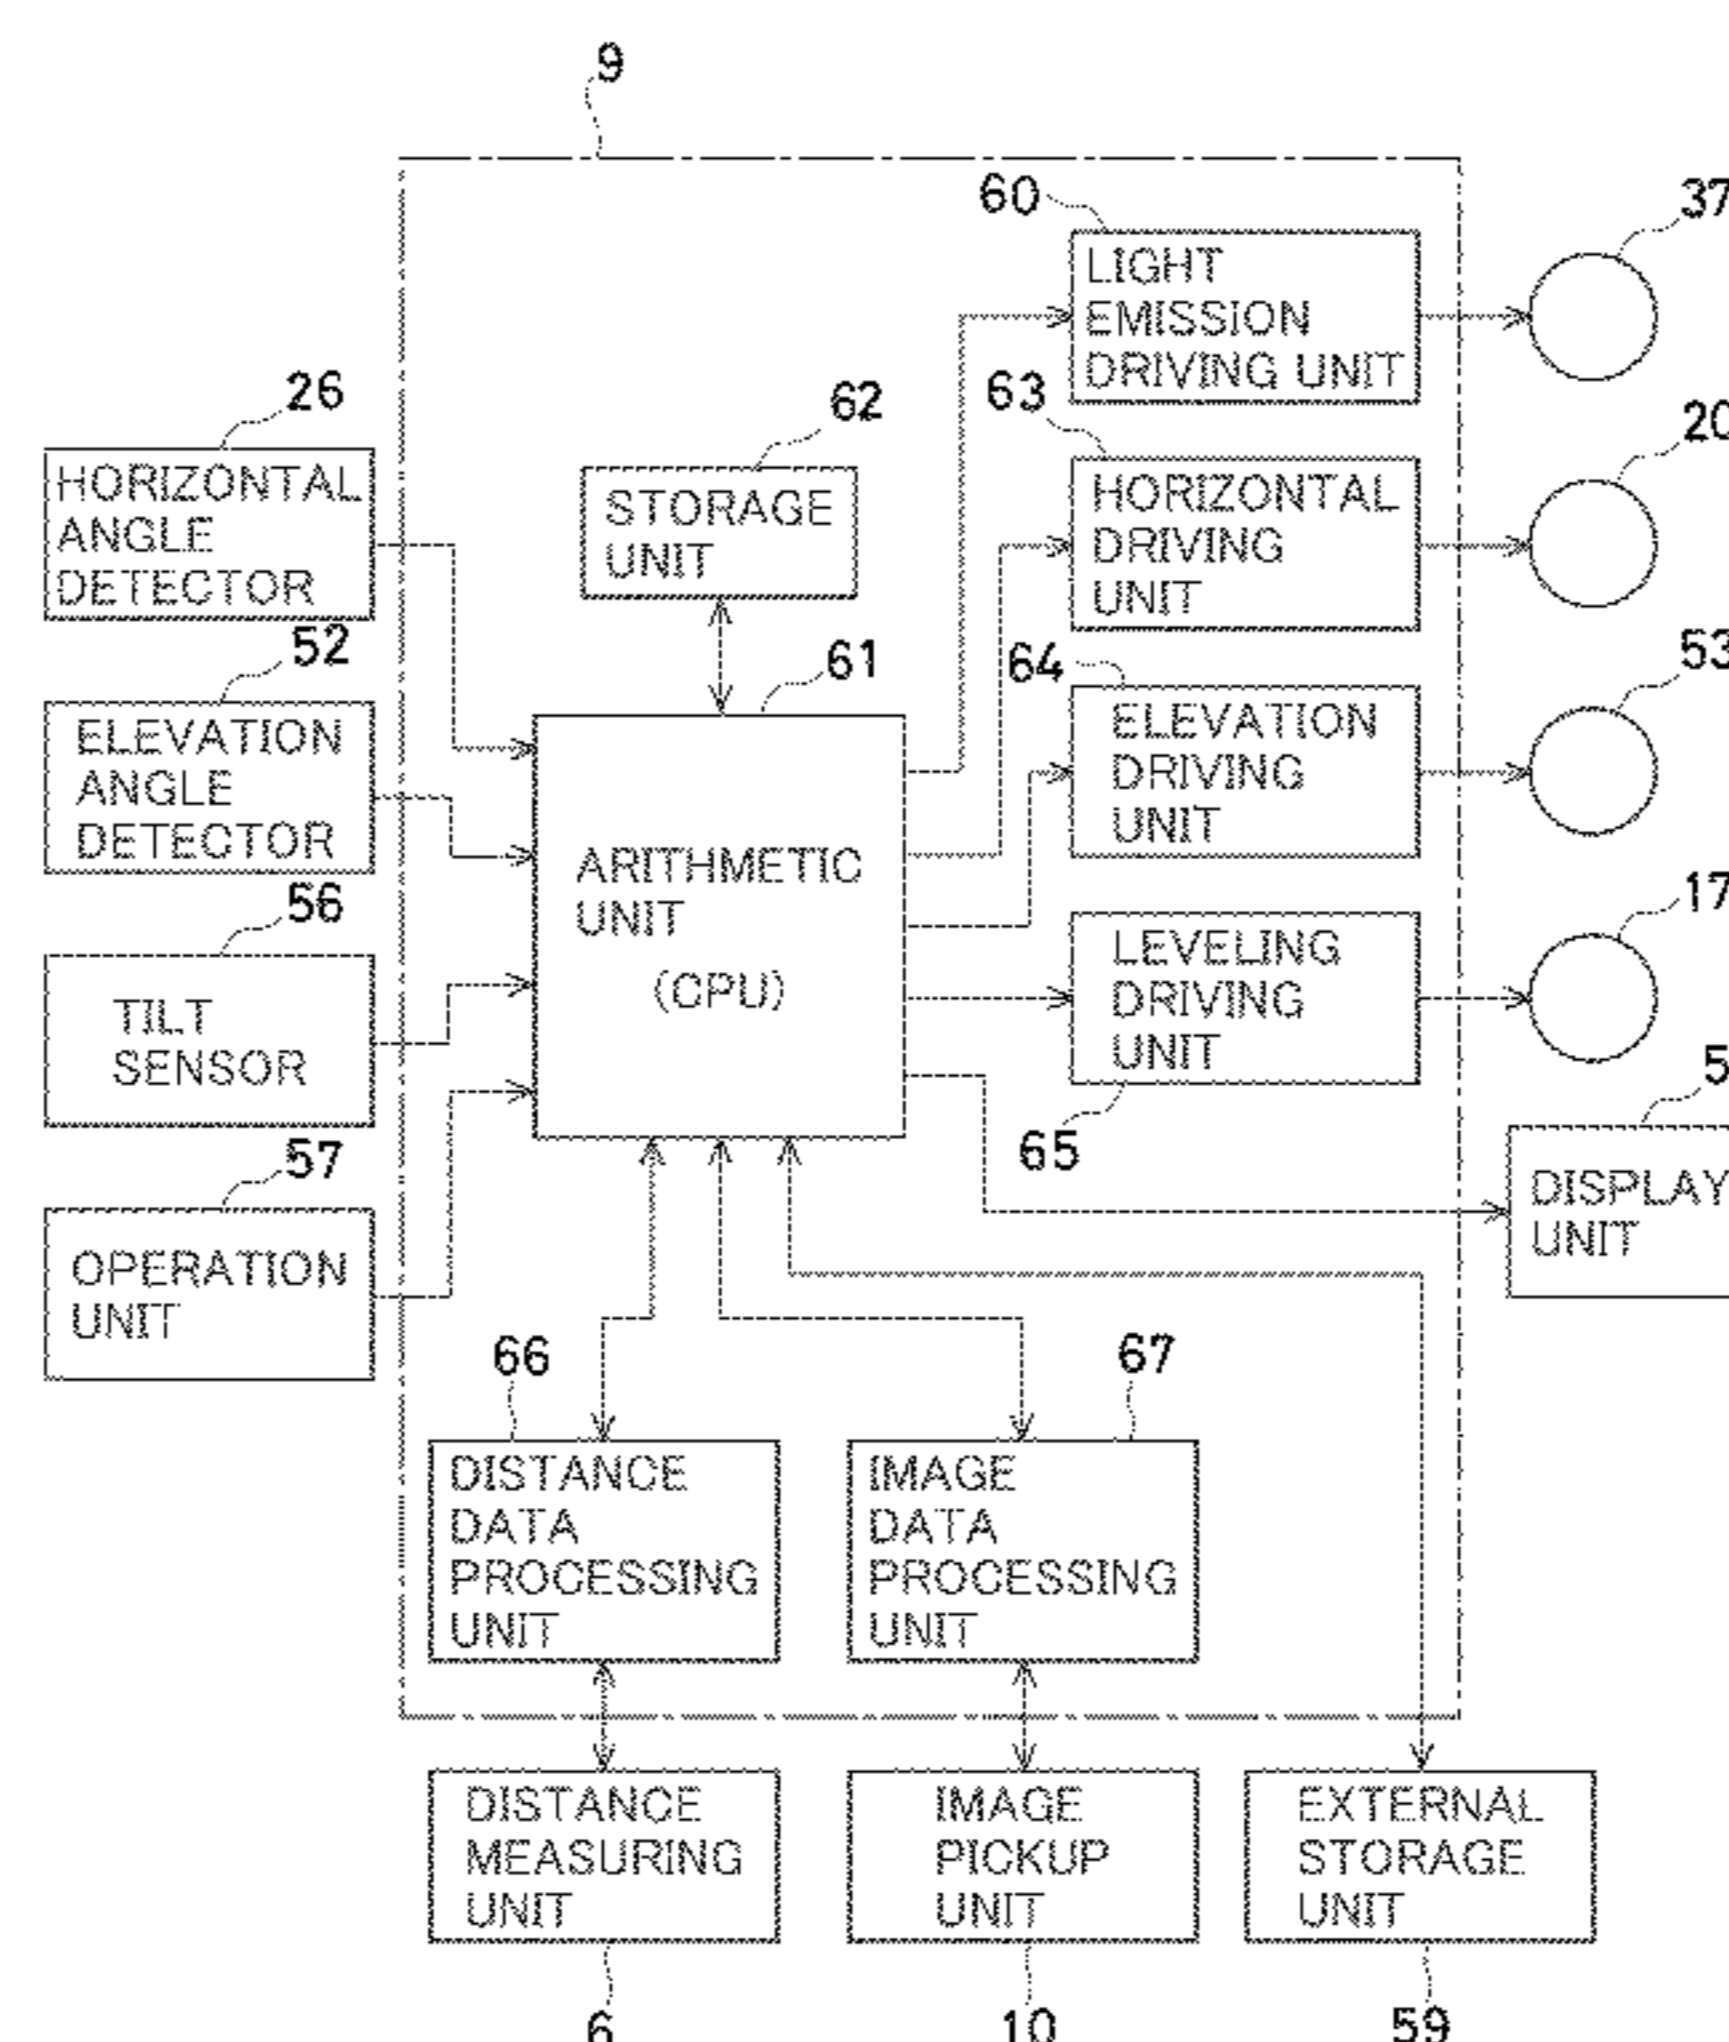 9
60
37
LIGHT
EMISSION
DRIVING UNIT
26
HORIZONTAL
ANGLE
DETECTOR
62
STORAGE
UNIT
63
HORIZONTAL
DRIVING
UNIT
20
52
ELEVATION
ANGLE
DETECTOR
61
ARITHMETIC
UNIT
(CPU)
64
ELEVATION
DRIVING
UNIT
53
56
TILT
SENSOR
LEVELING
DRIVING
UNIT
65
17
57
OPERATION
UNIT
5
DISPLAY
UNIT
66
DISTANCE
DATA
PROCESSING
UNIT
67
IMAGE
DATA
PROCESSING
UNIT
DISTANCE
MEASURING
UNIT
6
IMAGE
PICKUP
UNIT
10
EXTERNAL
STORAGE
UNIT
59